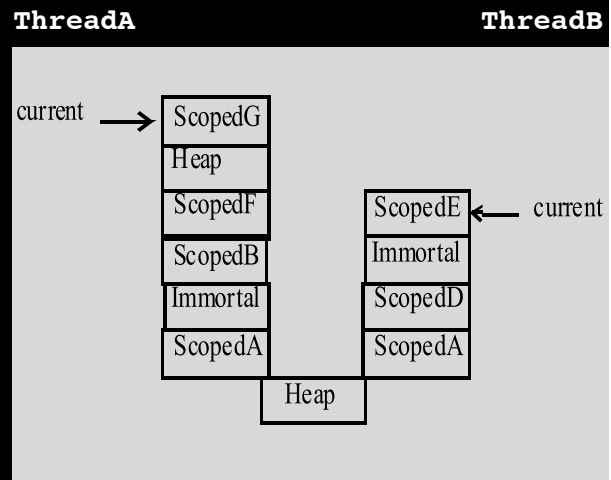 ThreadA ThreadB
current ScopedG
Heap
ScopedF
ScopedB
Immortal
ScopedA
ScopedE current
Immortal
ScopedD
ScopedA
Heap